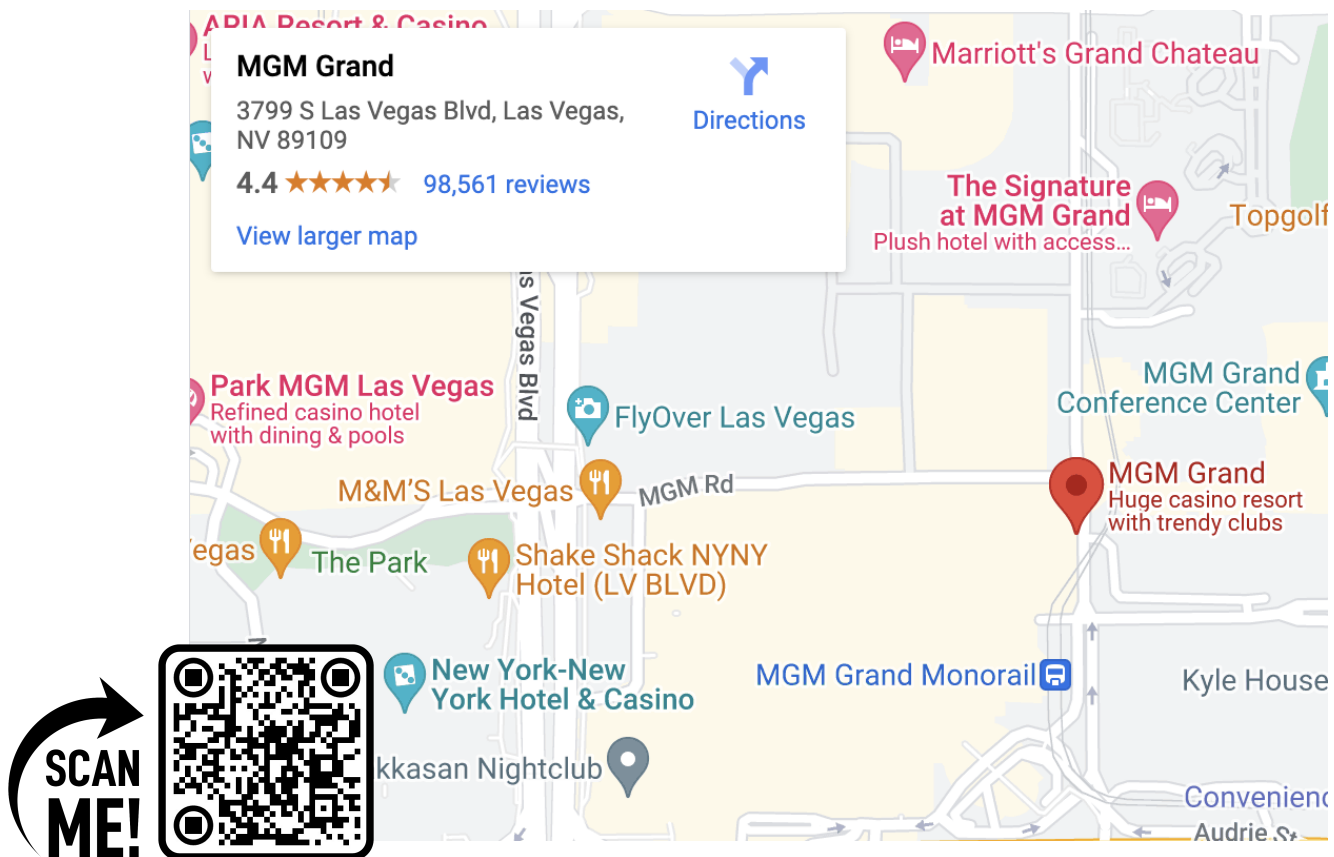 ARIA Resort & Casino
MGM Grand
3799 S Las Vegas Blvd, Las Vegas,
NV 89109
4.4
98,561 reviews
View larger map
Directions
Marriott's Grand Chateau
The Signature
at MGM Grand
Plush hotel with access...
Topgolf
Vegas Blvd
Park MGM Las Vegas
Refined casino hotel
with dining & pools
FlyOver Las Vegas
MGM Grand
Conference Center
M&M'S Las Vegas
MGM Rd
MGM Grand
Huge casino resort
with trendy clubs
The Park
Shake Shack NYNY
Hotel (LV BLVD)
New York-New
York Hotel & Casino
MGM Grand Monorail
Kyle House
kkasan Nightclub
Convenienc
Audrie St
SCAN
ME!